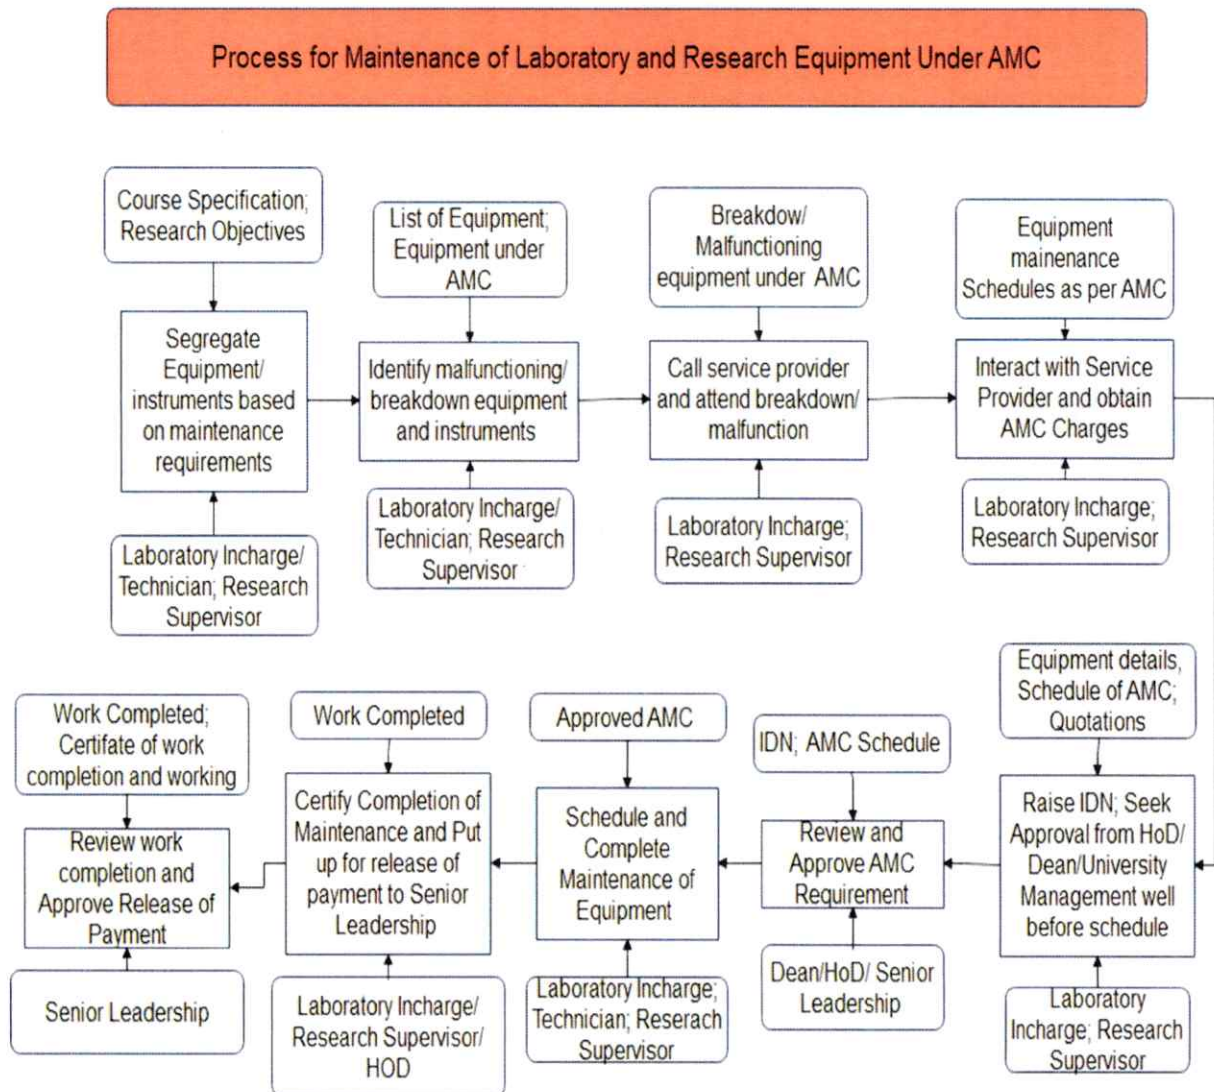 Process for Maintenance of Laboratory and Research Equipment Under AMC
Course Specification;
Research Objectives
List of Equipment;
Equipment under
AMC
Breakdow/
Malfunctioning
equipment under AMC
Equipment
mainenance
Schedules as per AMC
Segregate
Equipment/
instruments based
on maintenance
requirements
Identify malfunctioning/
breakdown equipment
and instruments
Call service provider
and attend breakdown/
malfunction
Interact with Service
Provider and obtain
AMC Charges
Laboratory Incharge/
Technician; Research
Supervisor
Laboratory Incharge/
Technician; Research
Supervisor
Laboratory Incharge;
Research Supervisor
Laboratory Incharge;
Research Supervisor
Work Completed;
Certifate of work
completion and working
Work Completed
Approved AMC
IDN; AMC Schedule
Equipment details,
Schedule of AMC;
Quotations
Review work
completion and
Approve Release of
Payment
Certify Completion of
Maintenance and Put
up for release of
payment to Senior
Leadership
Schedule and
Complete
Maintenance of
Equipment
Review and
Approve AMC
Requirement
Raise IDN; Seek
Approval from HoD/
Dean/University
Management well
before schedule
Senior Leadership
Laboratory Incharge/
Research Supervisor/
HOD
Laboratory Incharge;
Technician; Reserach
Supervisor
Dean/HoD/ Senior
Leadership
Laboratory
Incharge; Research
Supervisor